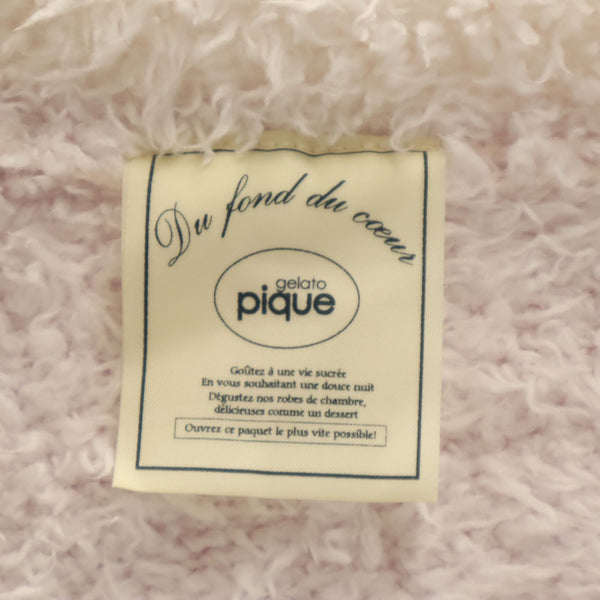 Du fond du cœur
gelato
pique
Goûtez à une vie sucrée
En vous souhaitant une douce nuit
Dégustez nos robes de chambre,
délicieuses comme un dessert
Ouvrez ce paquet le plus vite possible!